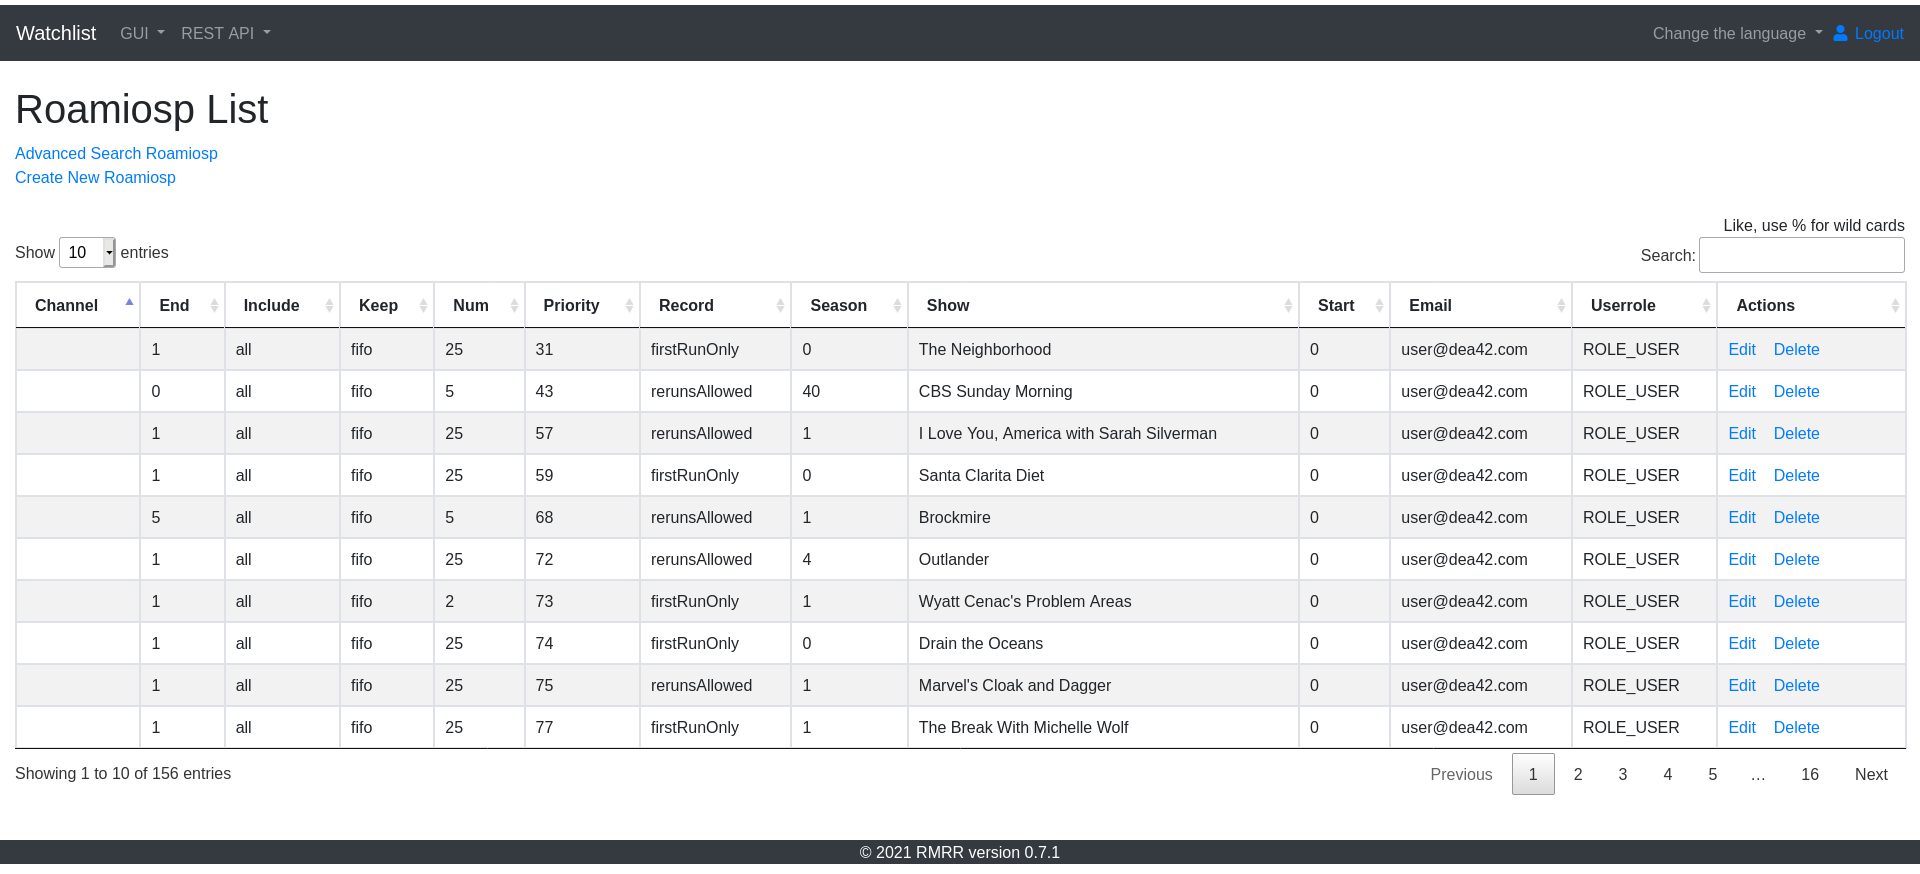 Watchlist GUI REST API Change the language Logout
Roamiosp List
Advanced Search Roamiosp
Create New Roamiosp
Like, use % for wild cards
Show 10 entries Search:
Channel End Include Keep Num Priority Record Season Show Start Email Userrole Actions
1 all fifo 25 31 firstRunOnly 0 The Neighborhood 0 user@dea42.com ROLE_USER Edit Delete
0 all fifo 5 43 rerunsAllowed 40 CBS Sunday Morning 0 user@dea42.com ROLE_USER Edit Delete
1 all fifo 25 57 rerunsAllowed 1 I Love You, America with Sarah Silverman 0 user@dea42.com ROLE_USER Edit Delete
1 all fifo 25 59 firstRunOnly 0 Santa Clarita Diet 0 user@dea42.com ROLE_USER Edit Delete
5 all fifo 5 68 rerunsAllowed 1 Brockmire 0 user@dea42.com ROLE_USER Edit Delete
1 all fifo 25 72 rerunsAllowed 4 Outlander 0 user@dea42.com ROLE_USER Edit Delete
1 all fifo 2 73 firstRunOnly 1 Wyatt Cenac's Problem Areas 0 user@dea42.com ROLE_USER Edit Delete
1 all fifo 25 74 firstRunOnly 0 Drain the Oceans 0 user@dea42.com ROLE_USER Edit Delete
1 all fifo 25 75 rerunsAllowed 1 Marvel's Cloak and Dagger 0 user@dea42.com ROLE_USER Edit Delete
1 all fifo 25 77 firstRunOnly 1 The Break With Michelle Wolf 0 user@dea42.com ROLE_USER Edit Delete
Showing 1 to 10 of 156 entries Previous 1 2 3 4 5 … 16 Next
© 2021 RMRR version 0.7.1